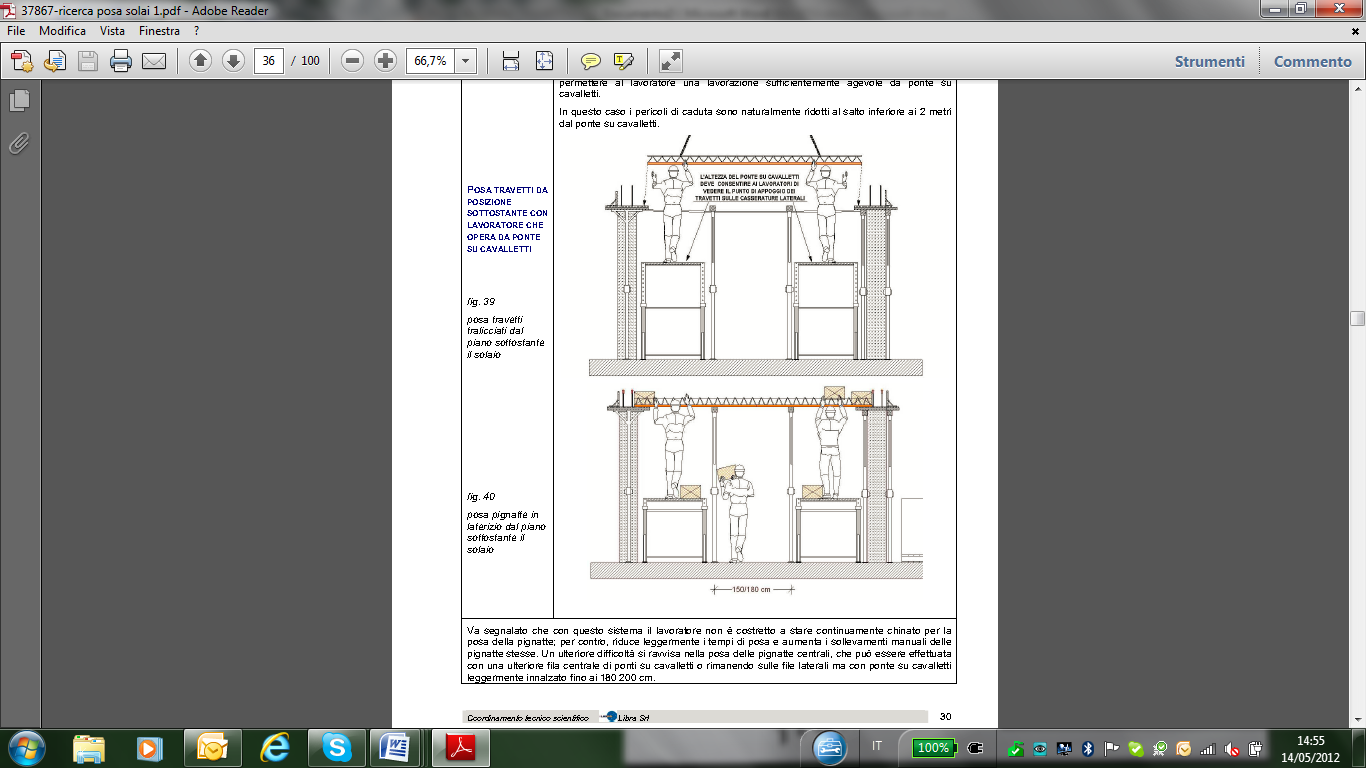 37867-ricerca posa solai 1.pdf - Adobe Reader
File Modifica Vista Finestra ?
36 / 100 66,7% Strumenti Commento
permettere al lavoratore una lavorazione sufficientemente agevole da ponte su
cavalletti.
In questo caso i pericoli di caduta sono naturalmente ridotti al salto inferiore ai 2 metri
dal ponte su cavalletti.
L'ALTEZZA DEL PONTE SU CAVALLETTI
DEVE CONSENTIRE AI LAVORATORI DI
VEDERE IL PUNTO DI APPOGGIO DEI
TRAVETTI SULLE CASSERATURE LATERALI
POSA TRAVETTI DA
POSIZIONE
SOTTOSTANTE CON
LAVORATORE CHE
OPERA DA PONTE
SU CAVALLETTI
fig. 39
posa travetti
tralicciati dal
piano sottostante
il solaio
fig. 40
posa pignatte in
laterizio dal piano
sottostante il
solaio
150/180 cm
Va segnalato che con questo sistema il lavoratore non è costretto a stare continuamente chinato per la
posa della pignatte; per contro, riduce leggermente i tempi di posa e aumenta i sollevamenti manuali delle
pignatte stesse. Un ulteriore difficoltà si ravvisa nella posa delle pignatte centrali, che può essere effettuata
con una ulteriore fila centrale di ponti su cavalletti o rimanendo sulle file laterali ma con ponte su cavalletti
leggermente innalzato fino ai 180 200 cm.
Coordinamento tecnico scientifico Libra Srl 30
IT 100% 14:55
14/05/2012